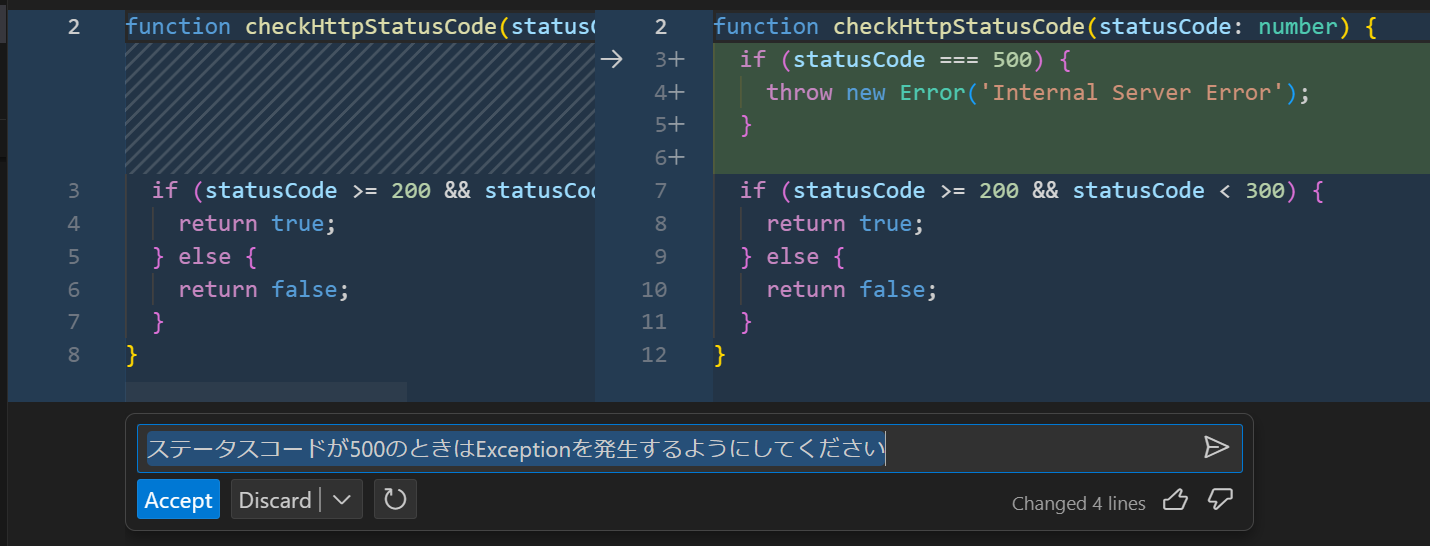 2 function checkHttpStatusCode(status
3 if (statusCode >= 200 && status
4 return true;
5 } else {
6 return false;
7 }
8 }
2 function checkHttpStatusCode(statusCode: number) {
3+ if (statusCode === 500) {
4+ throw new Error('Internal Server Error');
5+ }
6+
7 if (statusCode >= 200 && statusCode < 300) {
8 return true;
9 } else {
10 return false;
11 }
12 }
ステータスコードが500のときはExceptionを発生するようにしてください
Accept Discard Changed 4 lines